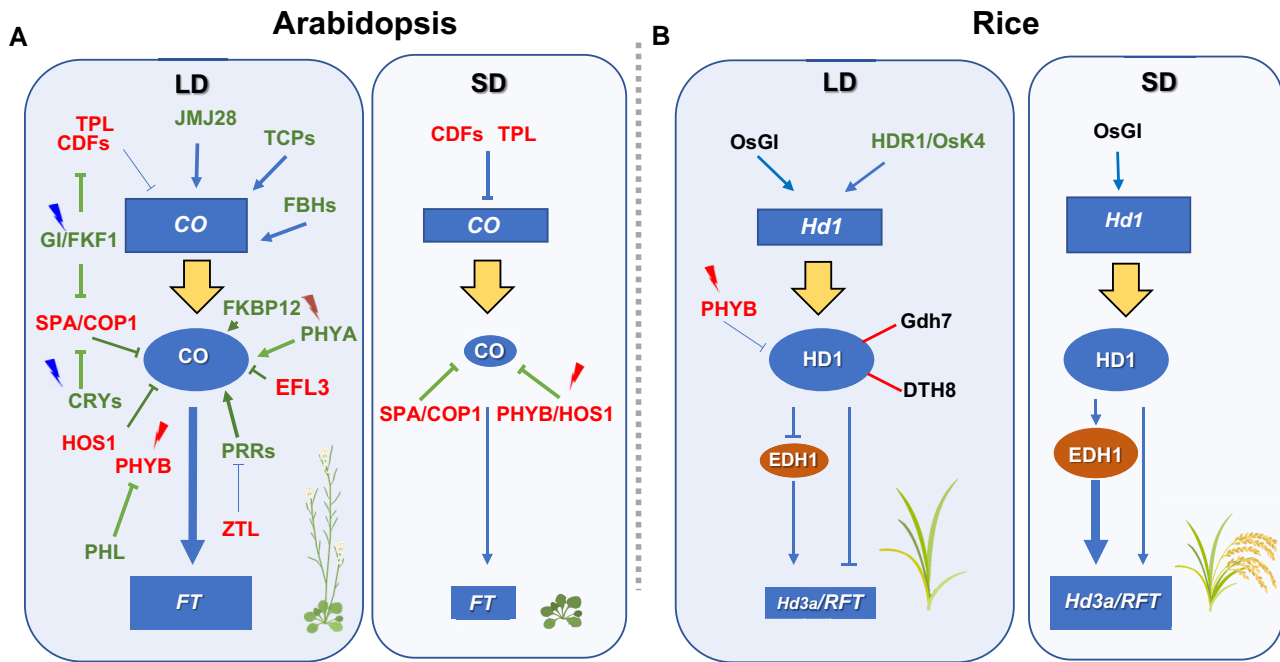 Arabidopsis
Rice
A
B
LD
SD
LD
SD
TPL
CDFs
JMJ28
TCPs
FBHs
CO
GI/FKF1
FKBP12
SPA/COP1
PHYA
CO
EFL3
CRYs
HOS1
PHYB
PRRs
ZTL
PHL
FT
CDFs TPL
CO
CO
SPA/COP1 PHYB/HOS1
FT
OsGI
HDR1/OsK4
Hd1
PHYB
Gdh7
HD1
DTH8
EDH1
Hd3a/RFT
OsGI
Hd1
HD1
EDH1
Hd3a/RFT